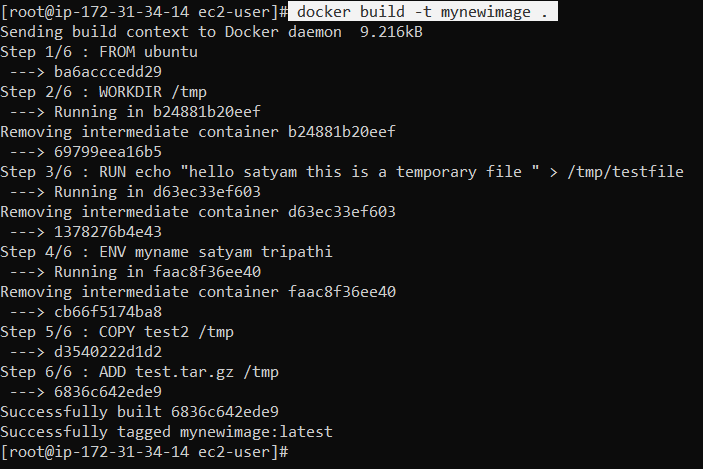 [root@ip-172-31-34-14 ec2-user]# docker build -t mynewimage .
Sending build context to Docker daemon  9.216kB
Step 1/6 : FROM ubuntu
 ---> ba6acccedd29
Step 2/6 : WORKDIR /tmp
 ---> Running in b24881b20eef
Removing intermediate container b24881b20eef
 ---> 69799eea16b5
Step 3/6 : RUN echo "hello satyam this is a temporary file " > /tmp/testfile
 ---> Running in d63ec33ef603
Removing intermediate container d63ec33ef603
 ---> 1378276b4e43
Step 4/6 : ENV myname satyam tripathi
 ---> Running in faac8f36ee40
Removing intermediate container faac8f36ee40
 ---> cb66f5174ba8
Step 5/6 : COPY test2 /tmp
 ---> d3540222d1d2
Step 6/6 : ADD test.tar.gz /tmp
 ---> 6836c642ede9
Successfully built 6836c642ede9
Successfully tagged mynewimage:latest
[root@ip-172-31-34-14 ec2-user]#